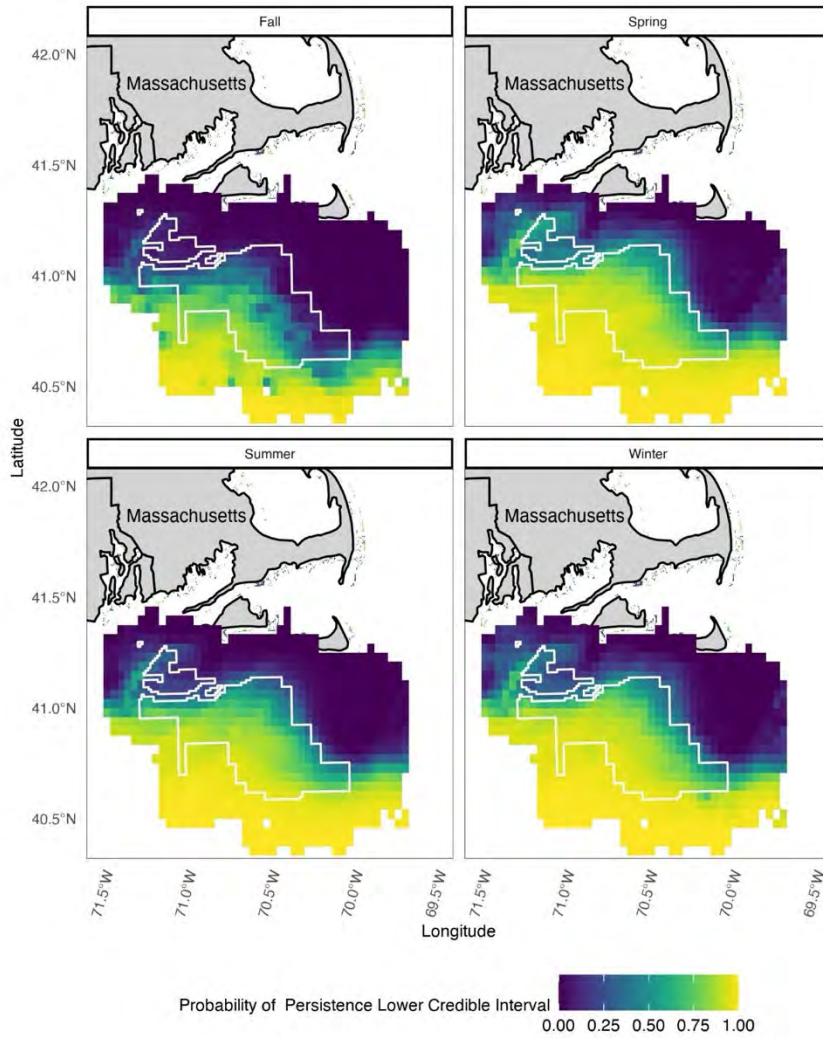 Fall
Spring
42.0°N
Massachusetts
Massachusetts
41.5°N
41.0°N
40.5°N
Latitude
Summer
Winter
42.0°N
Massachusetts
Massachusetts
41.5°N
41.0°N
40.5°N
71.5°W
71.0°W
70.5°W
70.0°W
69.5°W
71.5°W
71.0°W
70.5°W
70.0°W
69.5°W
Longitude
Probability of Persistence Lower Credible Interval
0.00 0.25 0.50 0.75 1.00